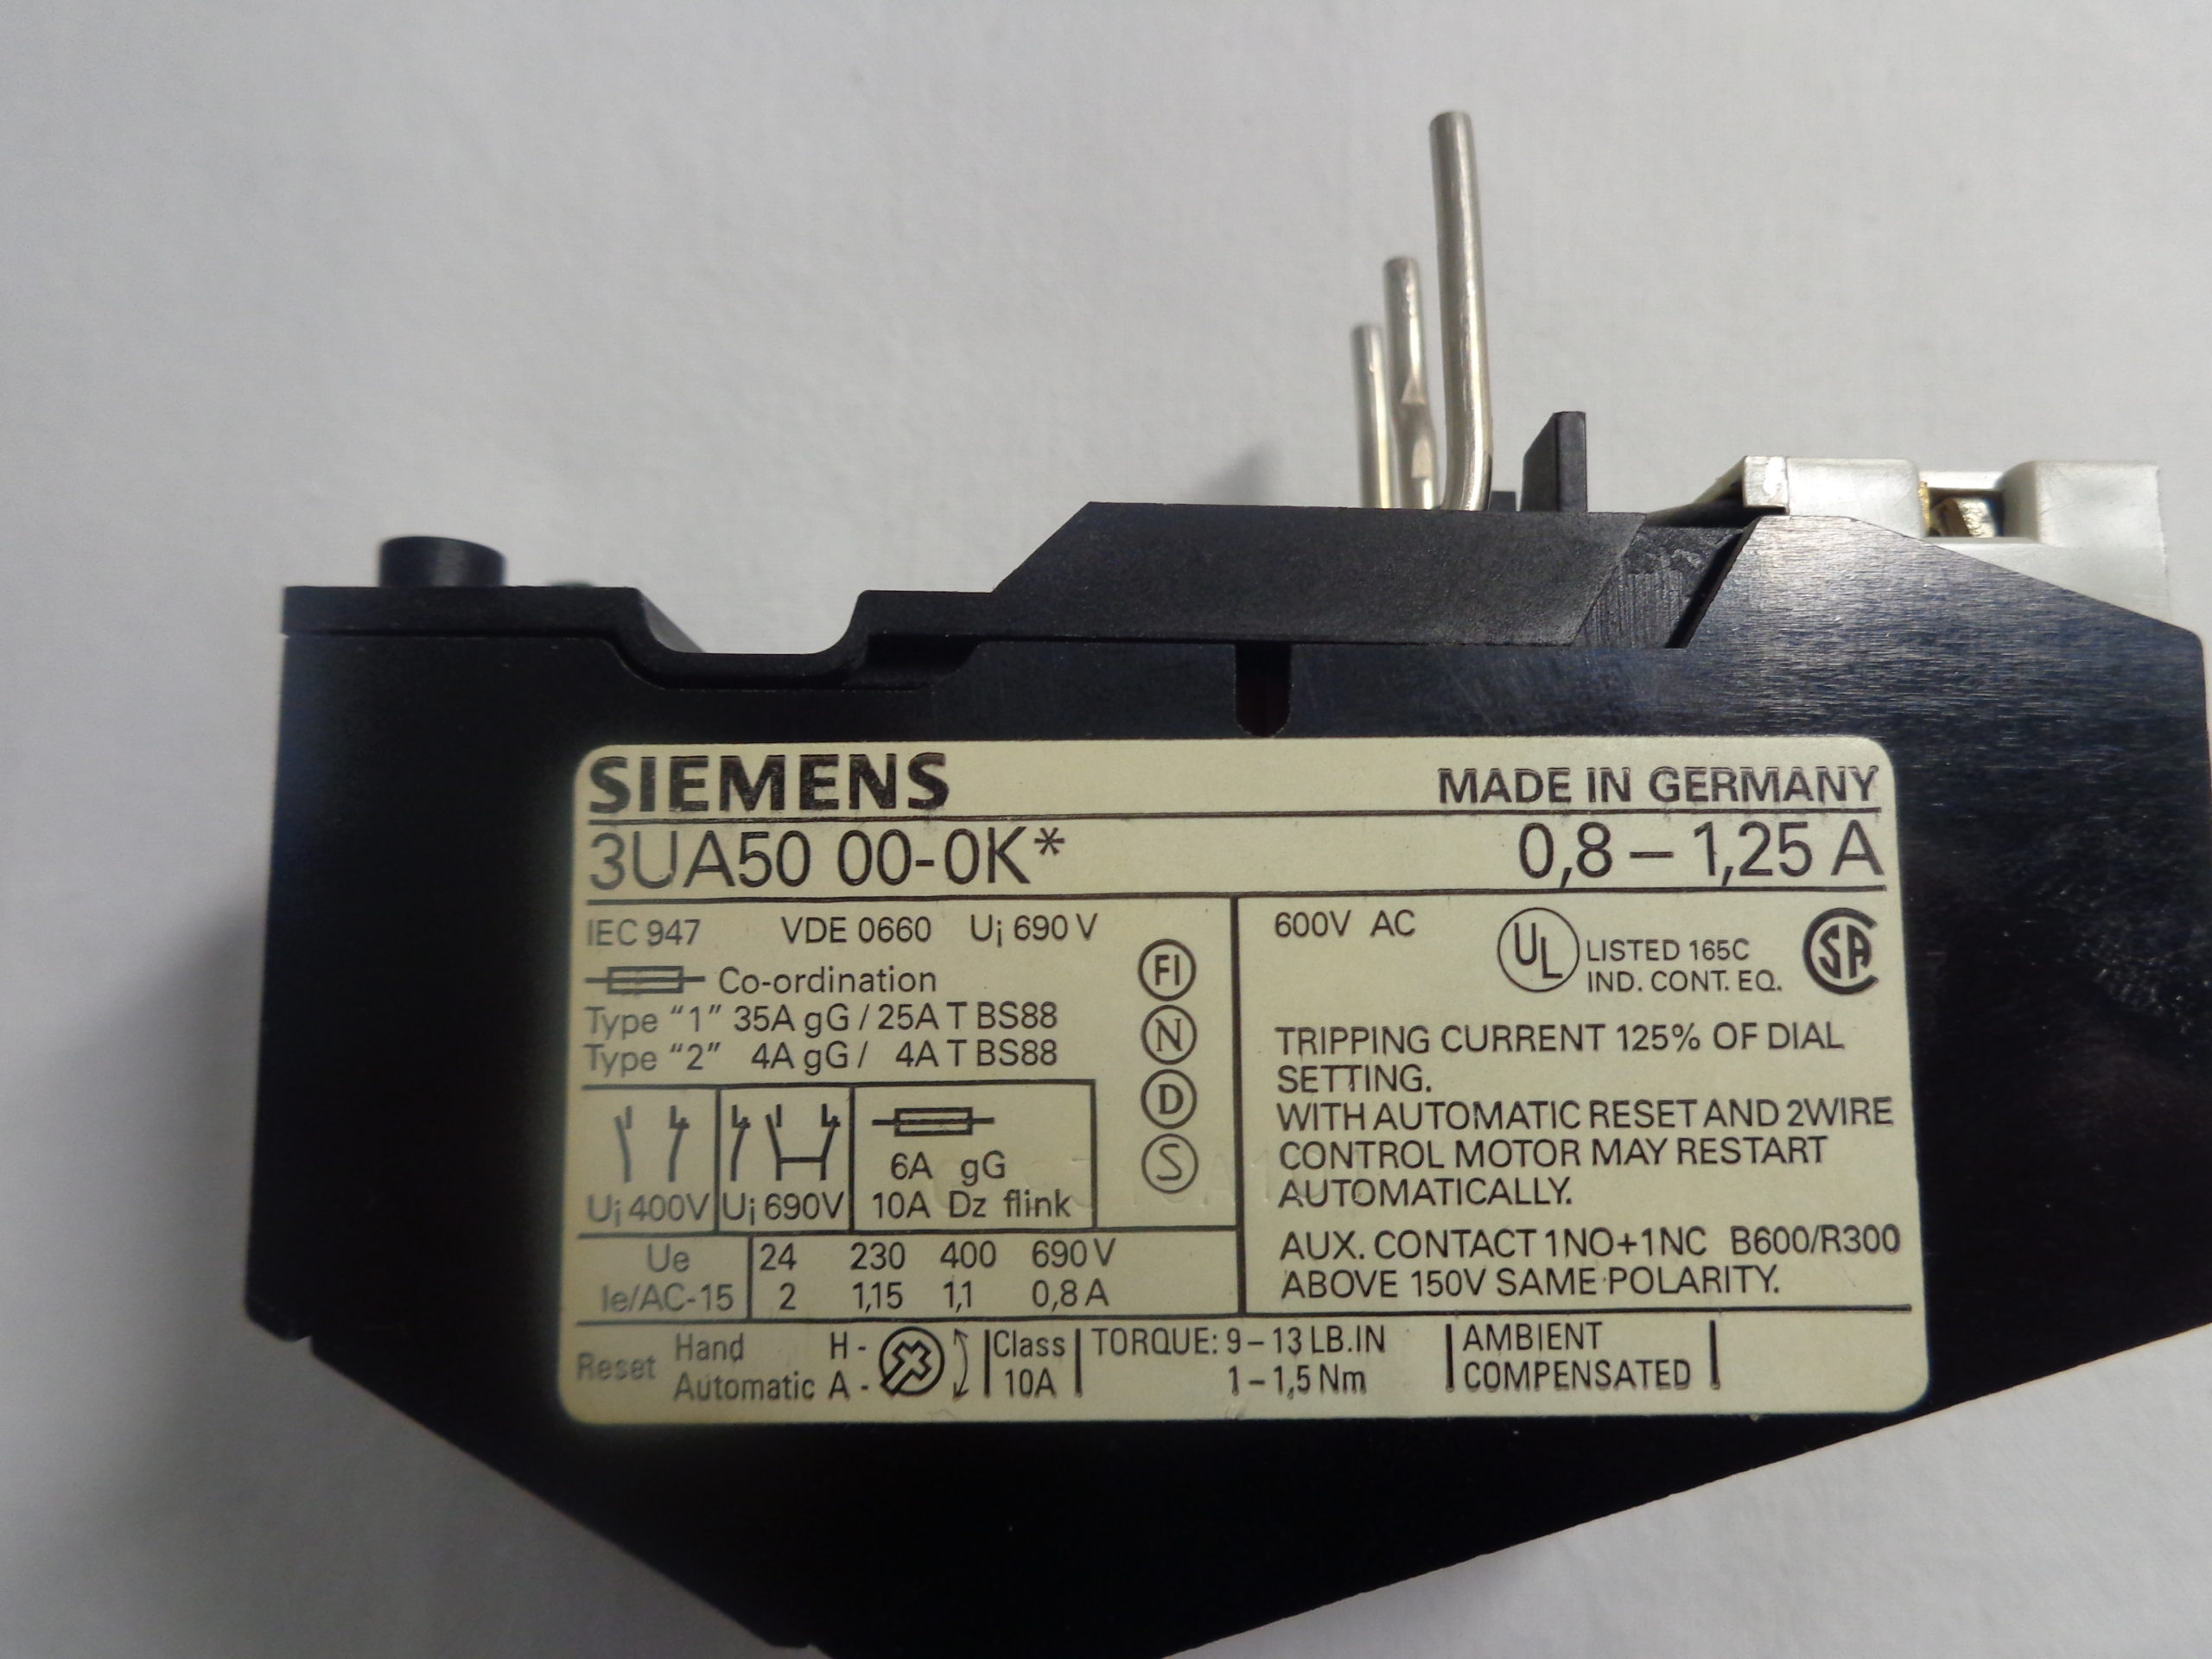 SIEMENS MADE IN GERMANY
3UA50 00-0K* 0,8 – 1,25 A
IEC 947 VDE 0660 Ui 690 V
Co-ordination
Type "1" 35A gG / 25A T BS88
Type "2" 4A gG / 4A T BS88
FI
N
D
S
Ui 400V Ui 690V
6A gG
10A Dz flink
Ue 24 230 400 690 V
Ie/AC-15 2 1,15 1,1 0,8 A
600V AC UL LISTED 165C
IND. CONT. EQ. SA
TRIPPING CURRENT 125% OF DIAL
SETTING.
WITH AUTOMATIC RESET AND 2WIRE
CONTROL MOTOR MAY RESTART
AUTOMATICALLY.
AUX. CONTACT 1NO+1NC B600/R300
ABOVE 150V SAME POLARITY.
Reset Hand H -
Automatic A -
Class
10A
TORQUE: 9 – 13 LB.IN
1 – 1,5 Nm
AMBIENT
COMPENSATED